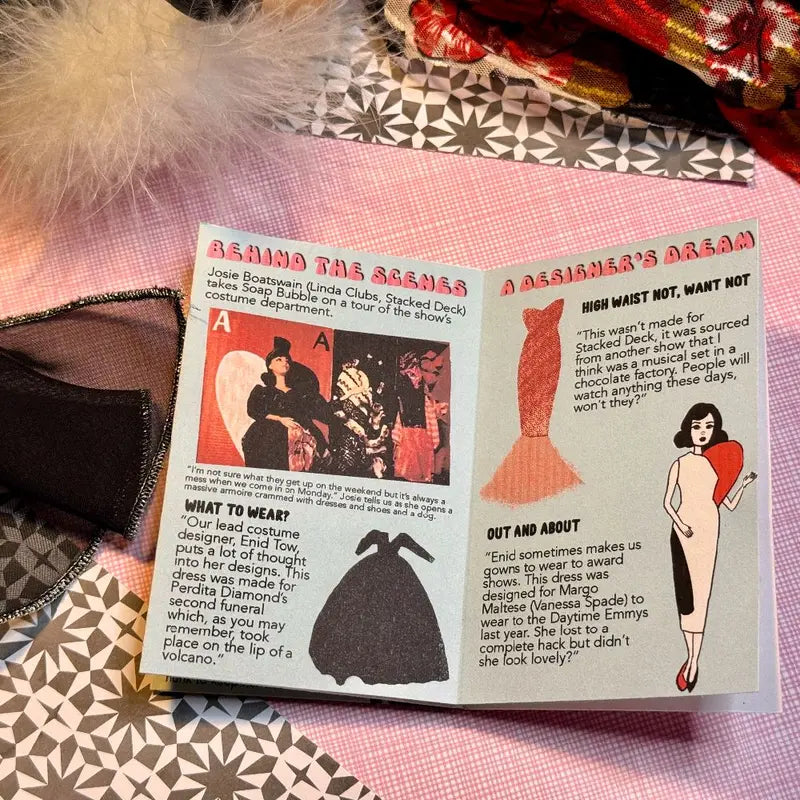 BEHIND THE SCENES
Josie Boatswain (Linda Clubs, Stacked Deck)
takes Soap Bubble on a tour of the show's
costume department.
A
A
"I'm not sure what they get up on the weekend but it's always a
mess when we come in on Monday." Josie tells us as she opens a
massive armoire crammed with dresses and shoes and a dog.
WHAT TO WEAR?
"Our lead costume
designer, Enid Tow,
puts a lot of thought
into her designs. This
dress was made for
Perdita Diamond's
second funeral
which, as you may
remember, took
place on the lip of a
volcano."
A DESIGNER'S DREAM
HIGH WAIST NOT, WANT NOT
"This wasn't made for
Stacked Deck, it was sourced
from another show that I
think was a musical set in a
chocolate factory. People will
watch anything these days,
won't they?"
OUT AND ABOUT
"Enid sometimes makes us
gowns to wear to award
shows. This dress was
designed for Margo
Maltese (Vanessa Spade) to
wear to the Daytime Emmys
last year. She lost to a
complete hack but didn't
she look lovely?"